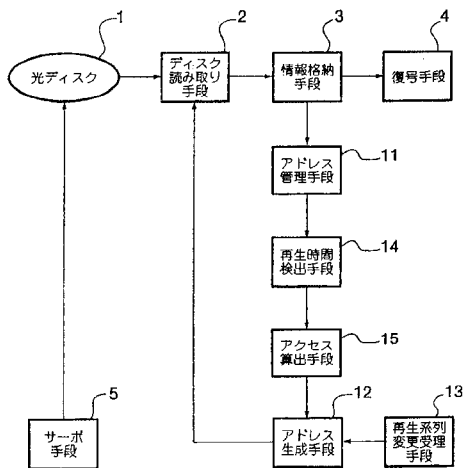 1
2
3
4
光ディスク
ディスク
読み取り
手段
情報格納
手段
復号手段
11
アドレス
管理手段
14
再生時間
検出手段
15
アクセス
算出手段
5
12
13
サーボ
手段
アドレス
生成手段
再生系列
変更受理
手段